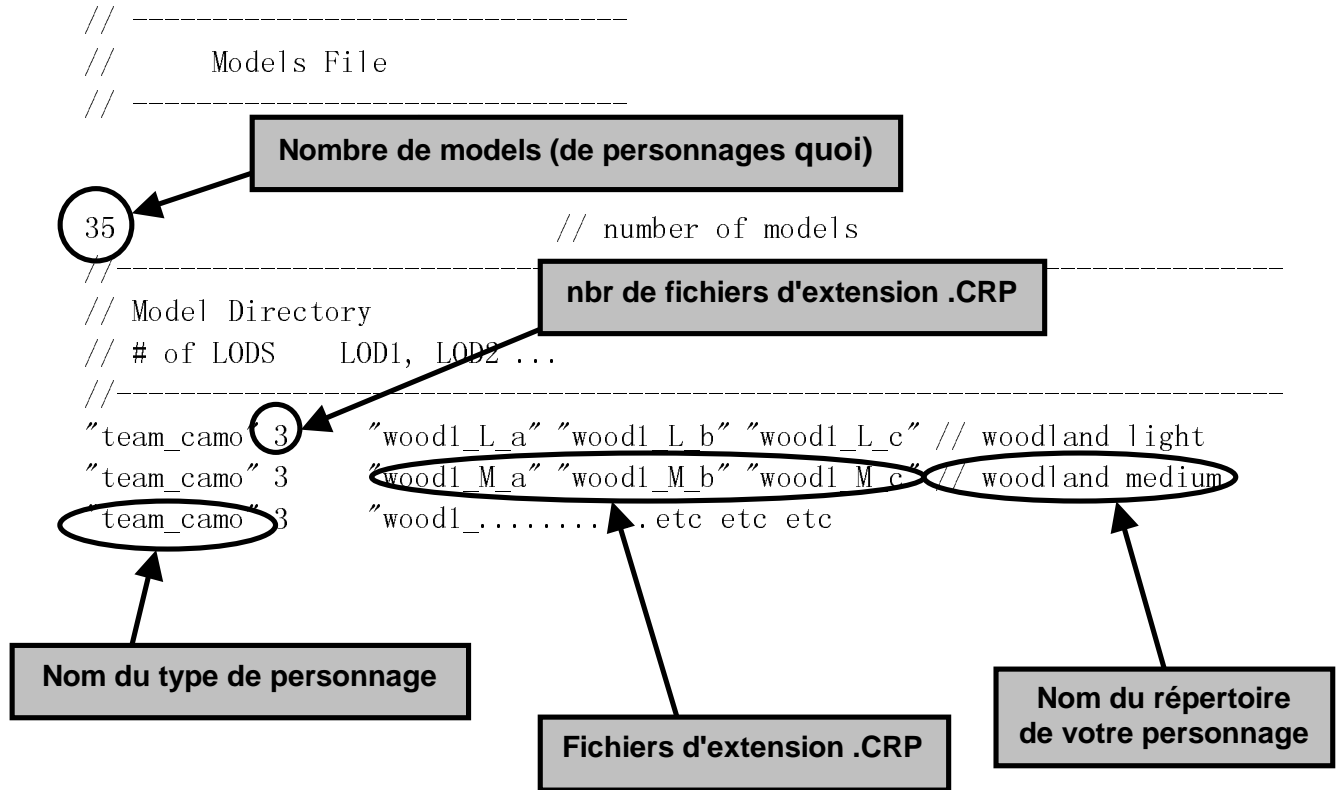 // -------------------------------
// Models File
// -------------------------------
Nombre de models (de personnages quoi)
35 // number of models
//-------------------------------------------------------------------------
nbr de fichiers d'extension .CRP
// Model Directory
// # of LODS LOD1, LOD2 ...
//-------------------------------------------------------------------------
"team_camo" 3 "wood1_L_a" "wood1_L_b" "wood1_L_c" // woodland light
"team_camo" 3 "wood1_M_a" "wood1_M_b" "wood1_M_c" // woodland medium
"team_camo" 3 "wood1_...........etc etc etc
Nom du type de personnage
Fichiers d'extension .CRP
Nom du répertoire
de votre personnage